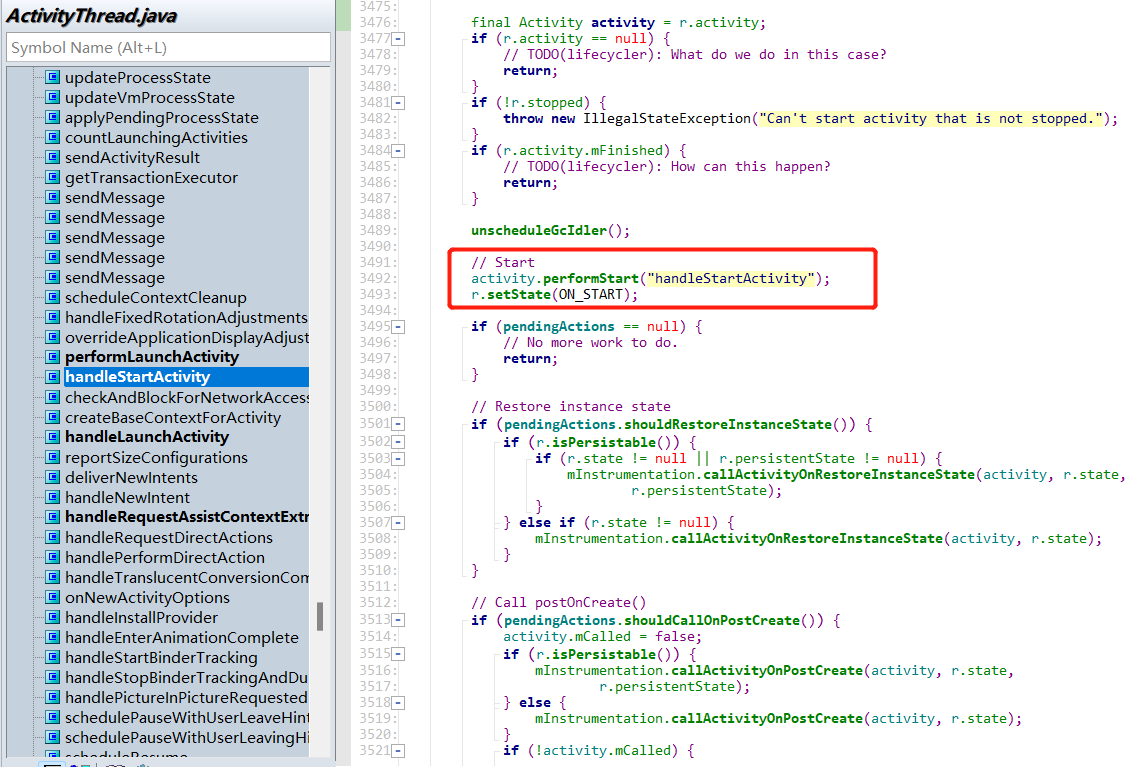 ActivityThread.java
Symbol Name (Alt+L)
updateProcessState
updateVmProcessState
applyPendingProcessState
countLaunchingActivities
sendActivityResult
getTransactionExecutor
sendMessage
sendMessage
sendMessage
sendMessage
sendMessage
scheduleContextCleanup
handleFixedRotationAdjustments
overrideApplicationDisplayAdjust
performLaunchActivity
handleStartActivity
checkAndBlockForNetworkAccess
createBaseContextForActivity
handleLaunchActivity
reportSizeConfigurations
deliverNewIntents
handleNewIntent
handleRequestAssistContextExtr
handleRequestDirectActions
handlePerformDirectAction
handleTranslucentConversionCom
onNewActivityOptions
handleInstallProvider
handleEnterAnimationComplete
handleStartBinderTracking
handleStopBinderTrackingAndDu
handlePictureInPictureRequested
schedulePauseWithUserLeaveHint
schedulePauseWithUserLeavingHi
scheduleResume
3475:
3476: final Activity activity = r.activity;
3477: if (r.activity == null) {
3478: // TODO(lifecycler): What do we do in this case?
3479: return;
3480: }
3481: if (!r.stopped) {
3482: throw new IllegalStateException("Can't start activity that is not stopped.");
3483: }
3484: if (r.activity.mFinished) {
3485: // TODO(lifecycler): How can this happen?
3486: return;
3487: }
3488:
3489: unscheduleGcIdler();
3490:
3491: // Start
3492: activity.performStart("handleStartActivity");
3493: r.setState(ON_START);
3494:
3495: if (pendingActions == null) {
3496: // No more work to do.
3497: return;
3498: }
3499:
3500: // Restore instance state
3501: if (pendingActions.shouldRestoreInstanceState()) {
3502: if (r.isPersistable()) {
3503: if (r.state != null || r.persistentState != null) {
3504: mInstrumentation.callActivityOnRestoreInstanceState(activity, r.state,
3505: r.persistentState);
3506: }
3507: } else if (r.state != null) {
3508: mInstrumentation.callActivityOnRestoreInstanceState(activity, r.state);
3509: }
3510: }
3511:
3512: // Call postOnCreate()
3513: if (pendingActions.shouldCallOnPostCreate()) {
3514: activity.mCalled = false;
3515: if (r.isPersistable()) {
3516: mInstrumentation.callActivityOnPostCreate(activity, r.state,
3517: r.persistentState);
3518: } else {
3519: mInstrumentation.callActivityOnPostCreate(activity, r.state);
3520: }
3521: if (!activity.mCalled) {